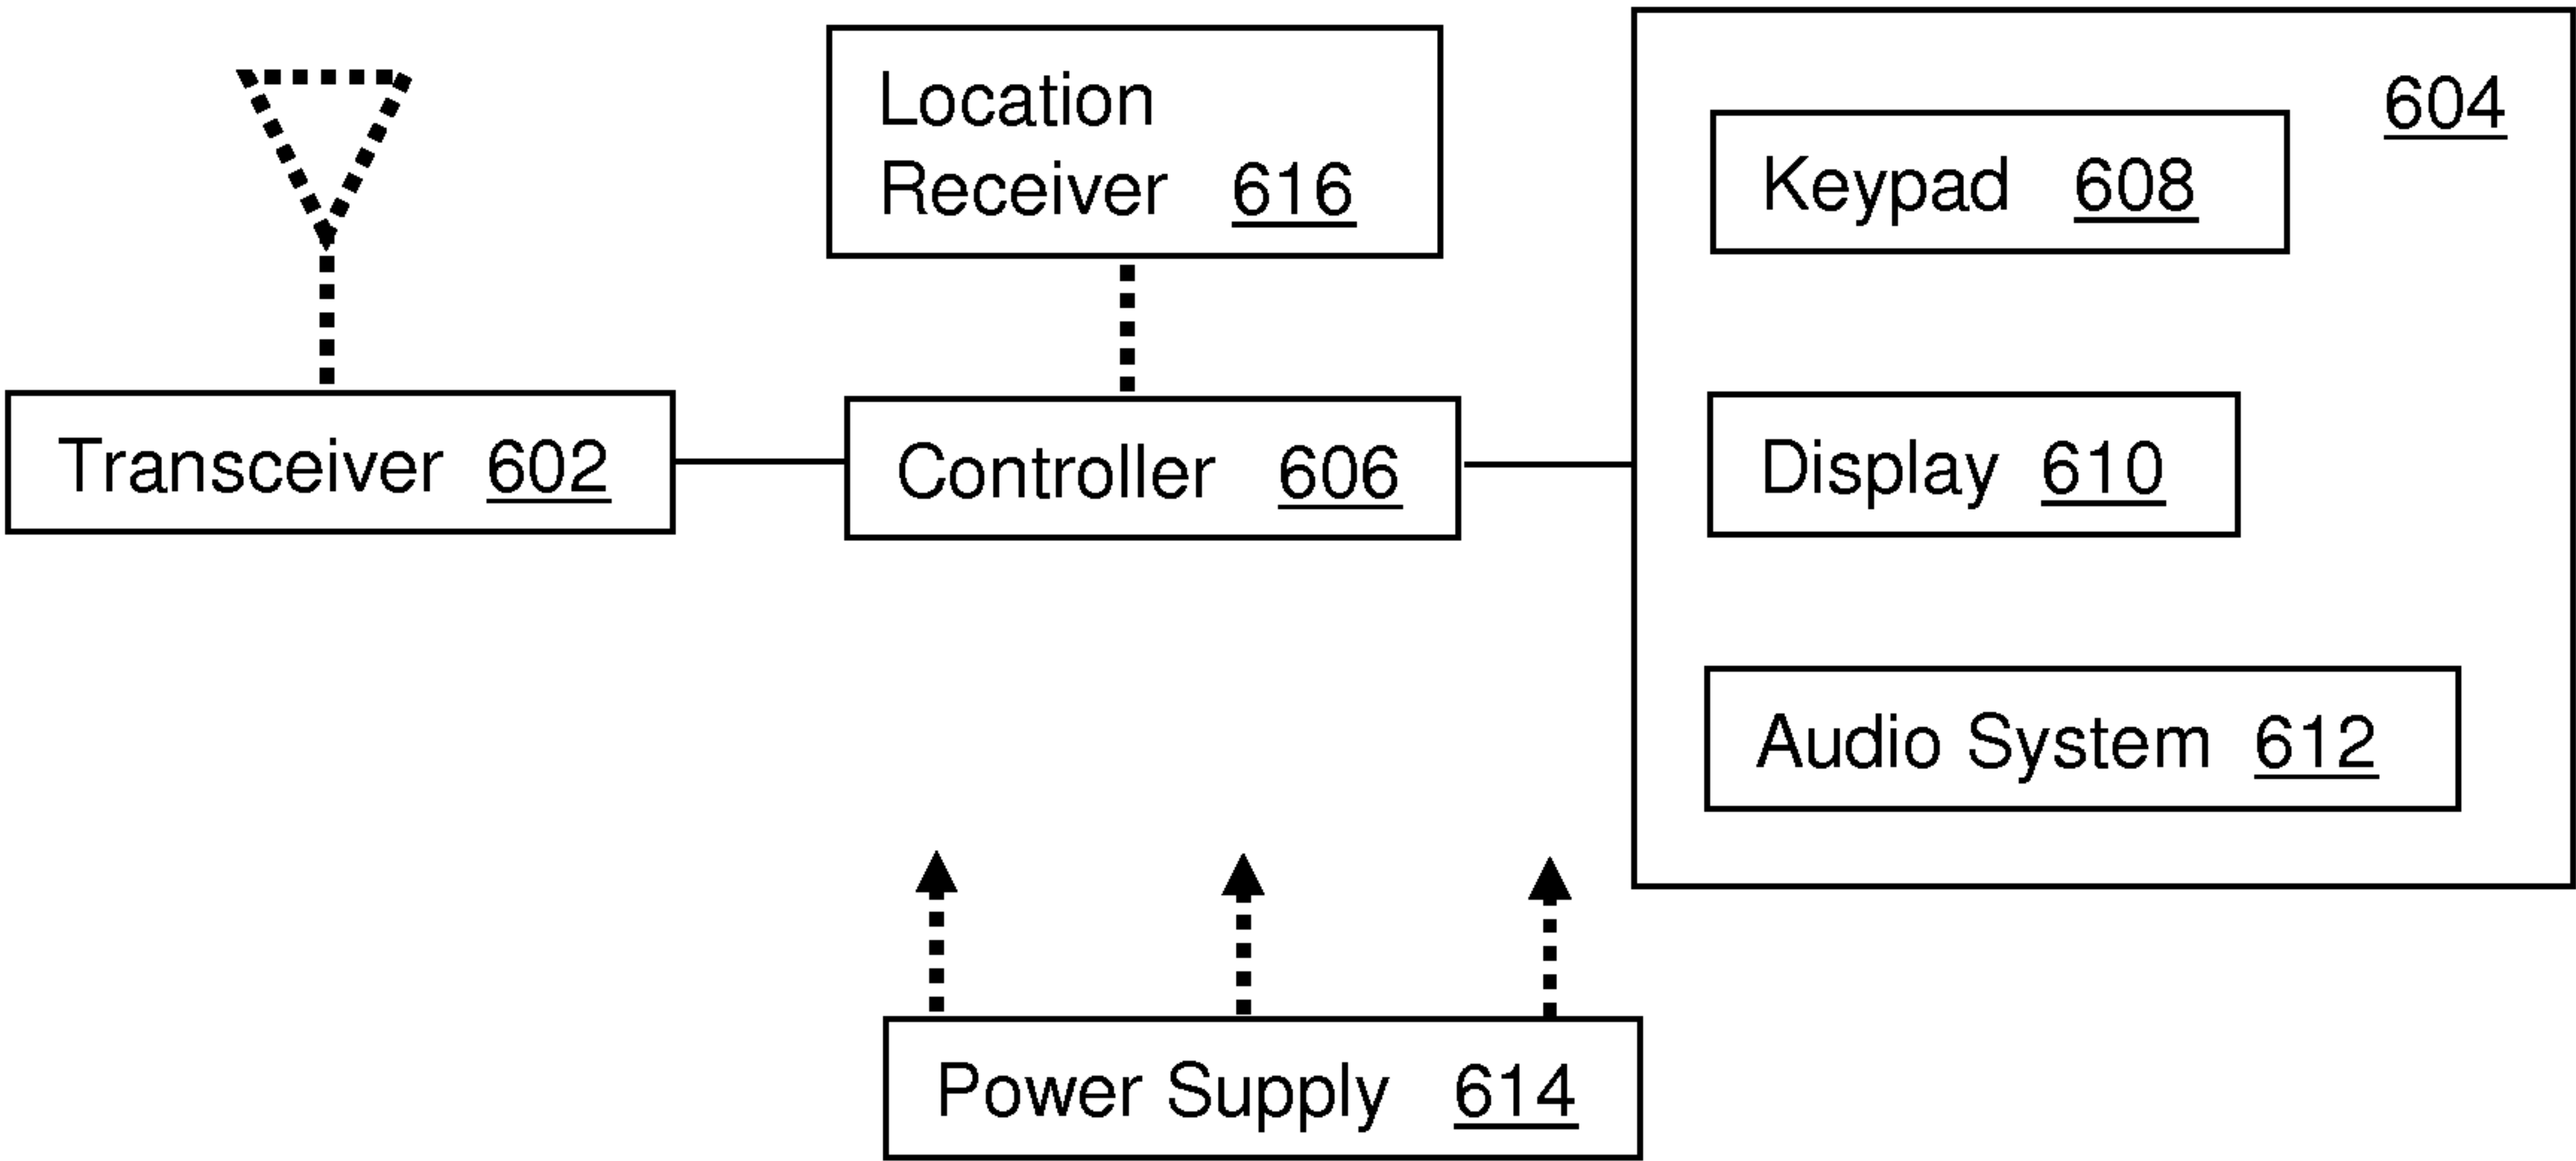 Location
Receiver 616
604
Keypad 608
Transceiver 602
Controller 606
Display 610
Audio System 612
Power Supply 614